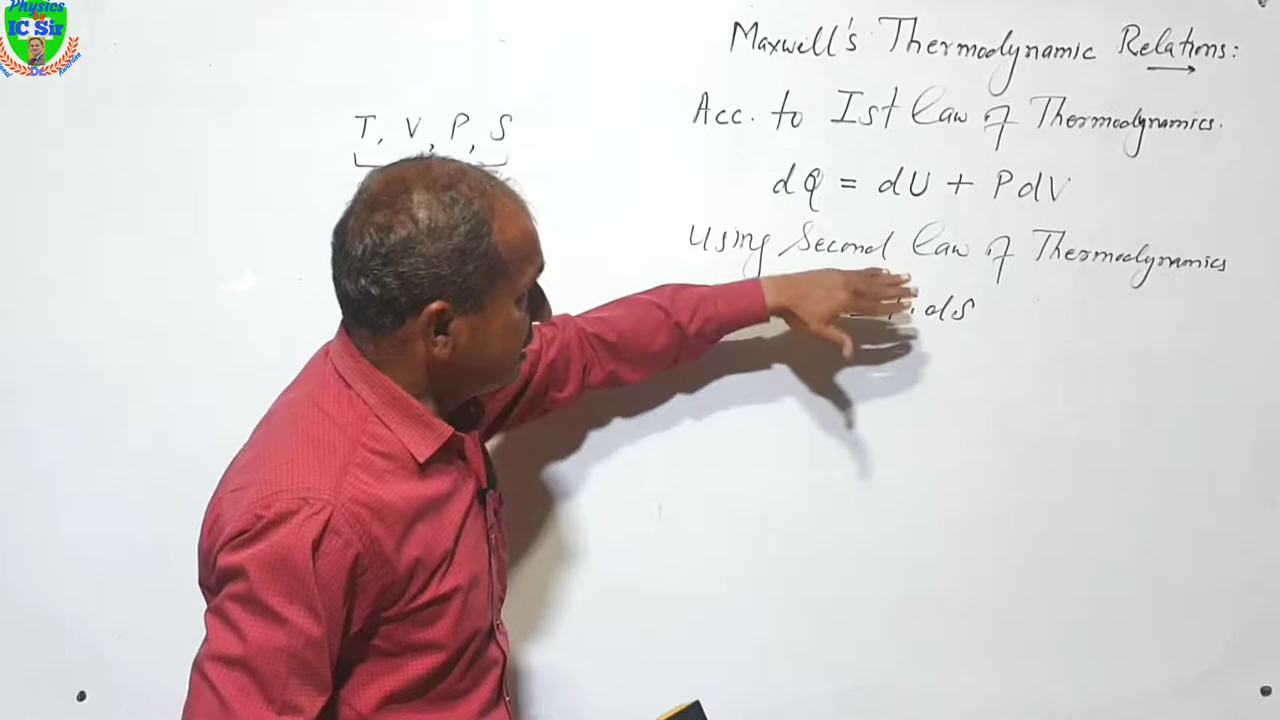 Physics
by
IC Sir
Maxwell's Thermodynamic Relations:
Acc. to Ist Law of Thermodynamics.
T, V, P, S
dQ = dU + PdV
Using Second Law of Thermodynamics
dS